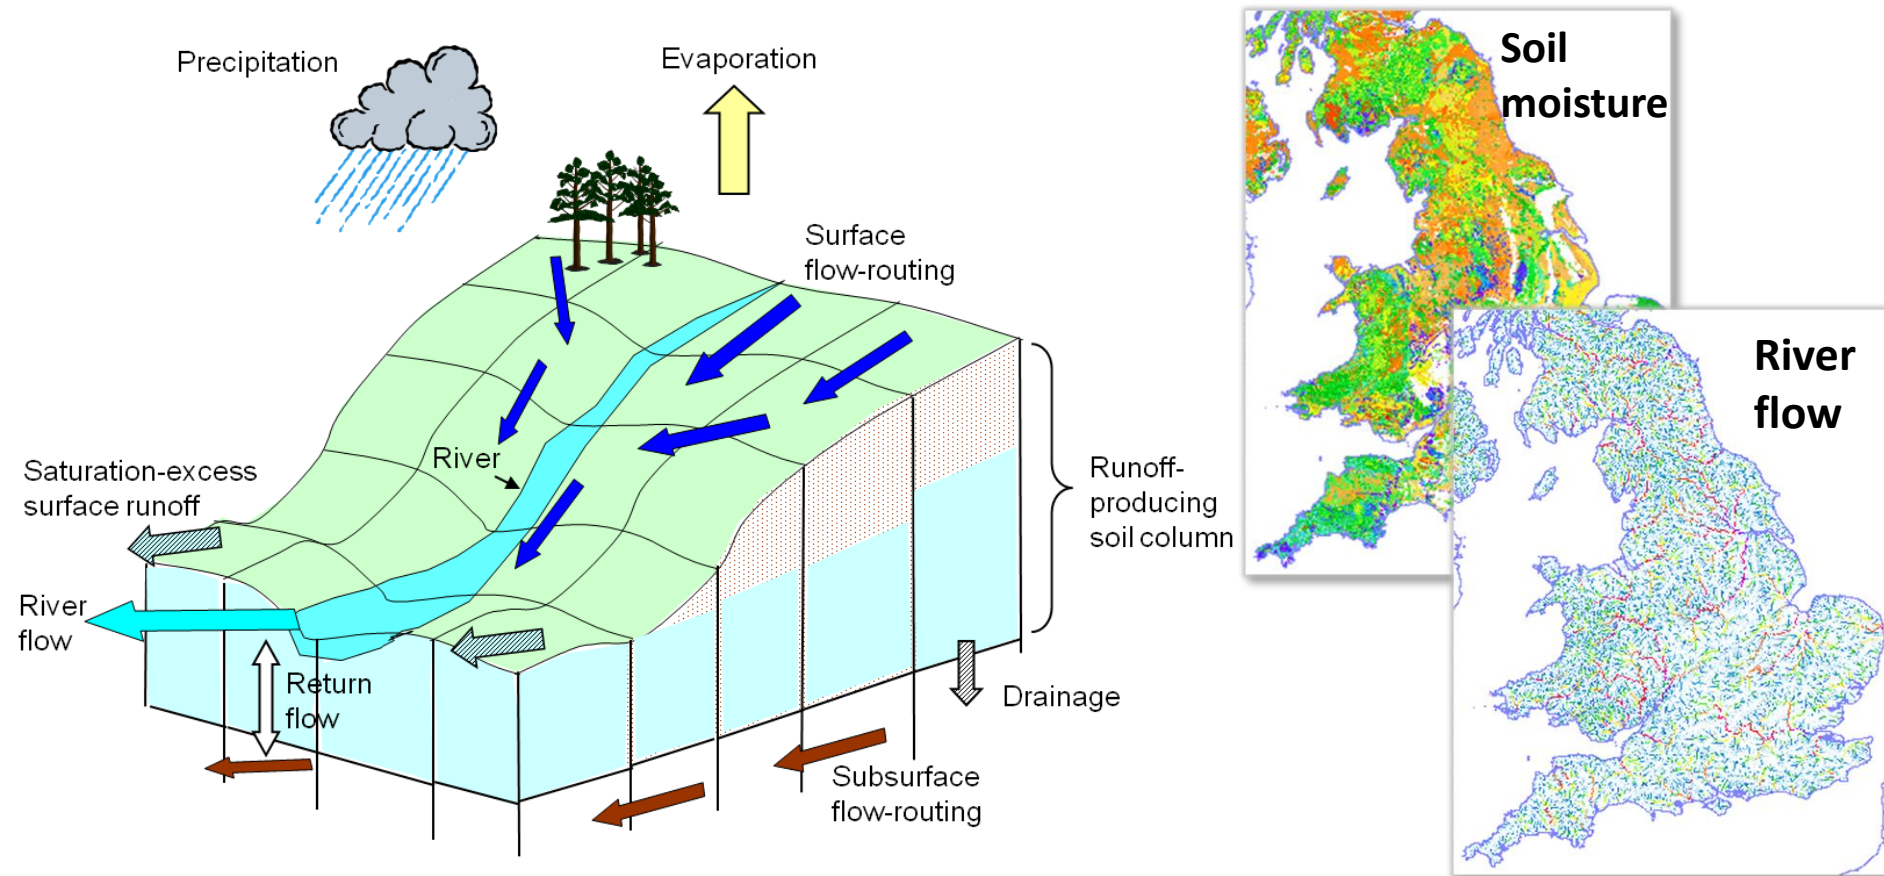 Precipitation
Evaporation
Surface
flow-routing
River
Saturation-excess
surface runoff
River
flow
Return
flow
Runoff-
producing
soil column
Drainage
Subsurface
flow-routing
Soil
moisture
River
flow